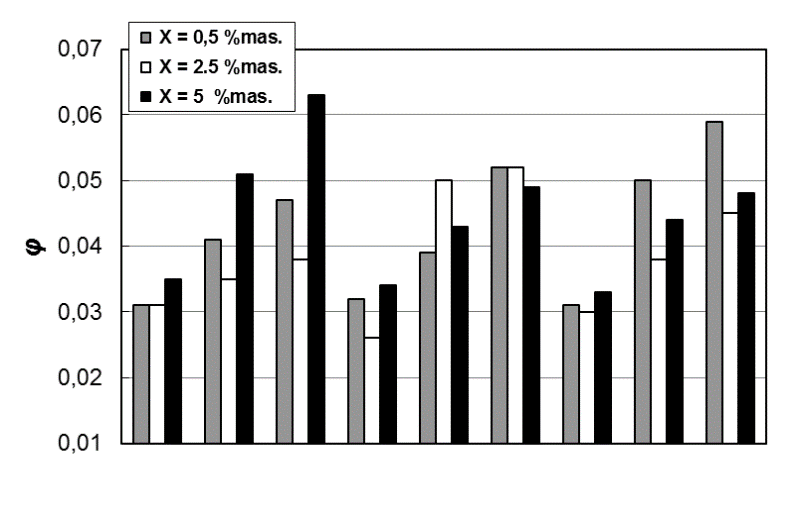 X = 0,5 %mas.
X = 2.5 %mas.
X = 5 %mas.
0,07
0,06
0,05
0,04
0,03
0,02
0,01
φ